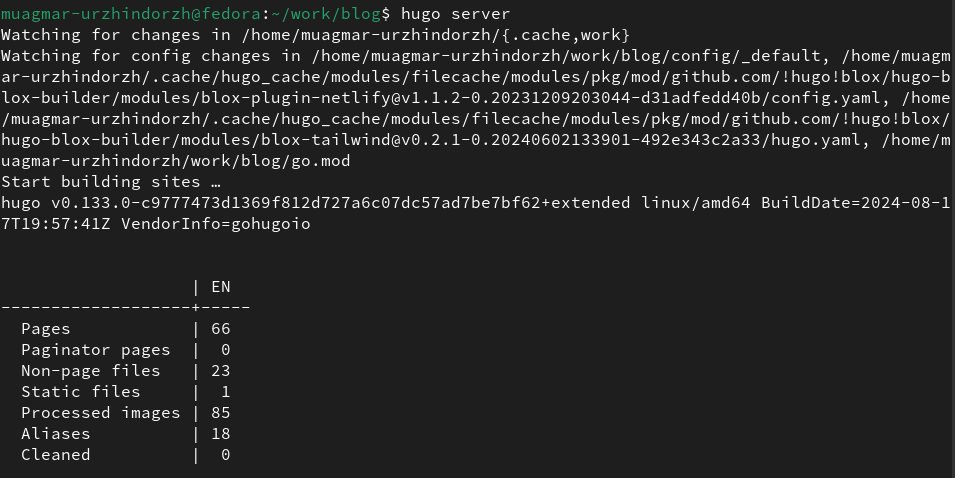 muagmar-urzhindorzh@fedora:~/work/blog$ hugo server
Watching for changes in /home/muagmar-urzhindorzh/{.cache,work}
Watching for config changes in /home/muagmar-urzhindorzh/work/blog/config/_default, /home/muagm
ar-urzhindorzh/.cache/hugo_cache/modules/filecache/modules/pkg/mod/github.com/!hugo!blox/hugo-b
lox-builder/modules/blox-plugin-netlify@v1.1.2-0.20231209203044-d31adfedd40b/config.yaml, /home
/muagmar-urzhindorzh/.cache/hugo_cache/modules/filecache/modules/pkg/mod/github.com/!hugo!blox/
hugo-blox-builder/modules/blox-tailwind@v0.2.1-0.20240602133901-492e343c2a33/hugo.yaml, /home/m
uagmar-urzhindorzh/work/blog/go.mod
Start building sites …
hugo v0.133.0-c9777473d1369f812d727a6c07dc57ad7be7bf62+extended linux/amd64 BuildDate=2024-08-1
7T19:57:41Z VendorInfo=gohugoio
                   | EN
-------------------+-----
  Pages            | 66
  Paginator pages  |  0
  Non-page files   | 23
  Static files     |  1
  Processed images | 85
  Aliases          | 18
  Cleaned          |  0